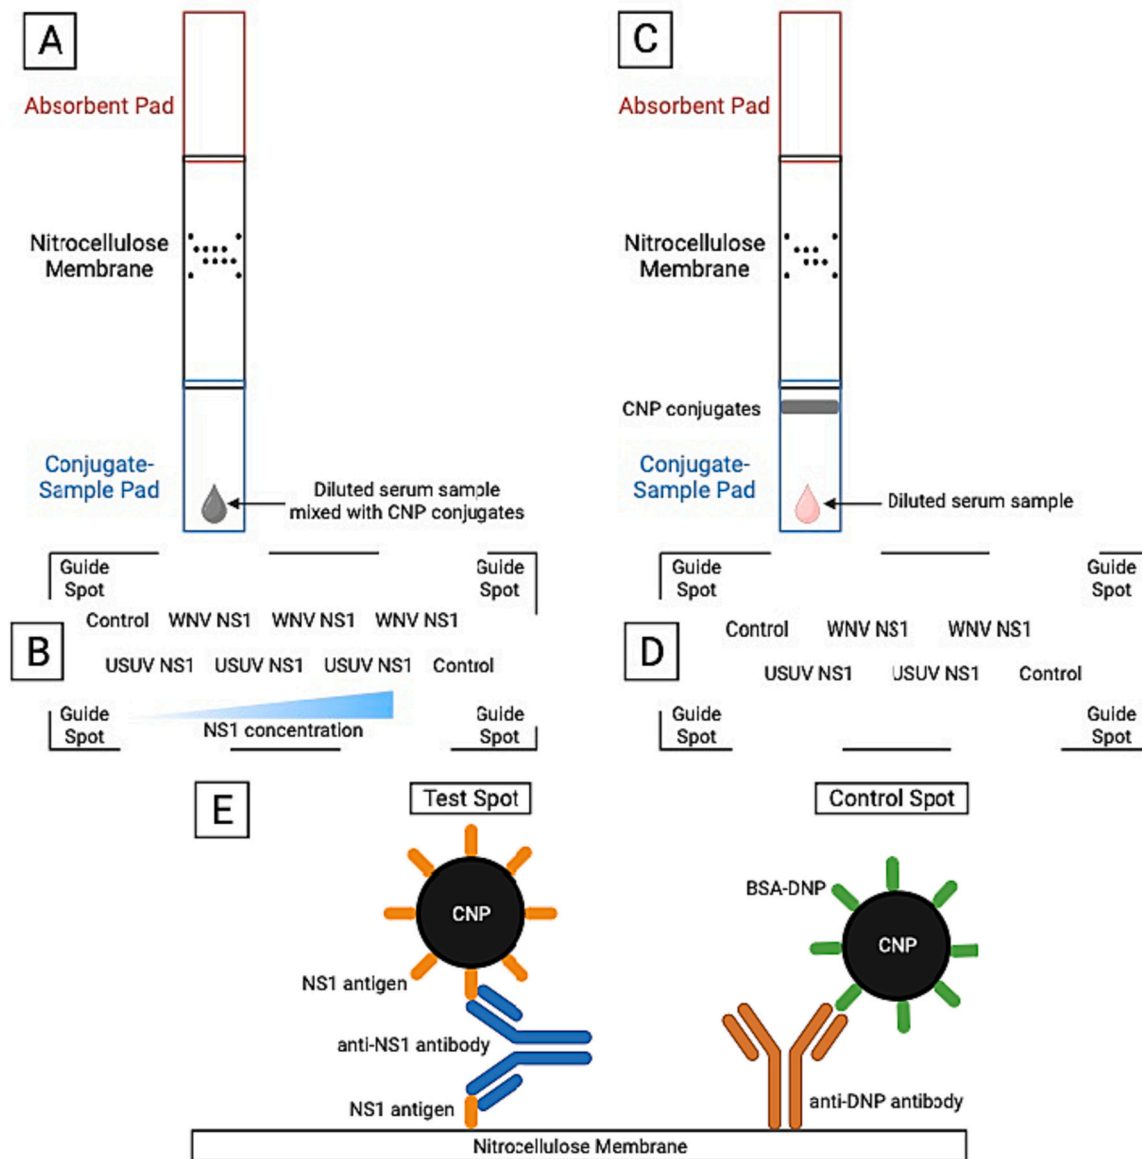 A
Absorbent Pad
Nitrocellulose
Membrane
Conjugate-
Sample Pad
Diluted serum sample
mixed with CNP conjugates
C
Absorbent Pad
Nitrocellulose
Membrane
CNP conjugates
Conjugate-
Sample Pad
Diluted serum sample
B
Guide
Spot
Guide
Spot
Control WNV NS1 WNV NS1 WNV NS1
USUV NS1 USUV NS1 USUV NS1 Control
Guide
Spot
NS1 concentration
Guide
Spot
D
Guide
Spot
Guide
Spot
Control WNV NS1 WNV NS1
USUV NS1 USUV NS1 Control
Guide
Spot
Guide
Spot
E
Test Spot
CNP
NS1 antigen
anti-NS1 antibody
NS1 antigen
Control Spot
BSA-DNP
CNP
anti-DNP antibody
Nitrocellulose Membrane